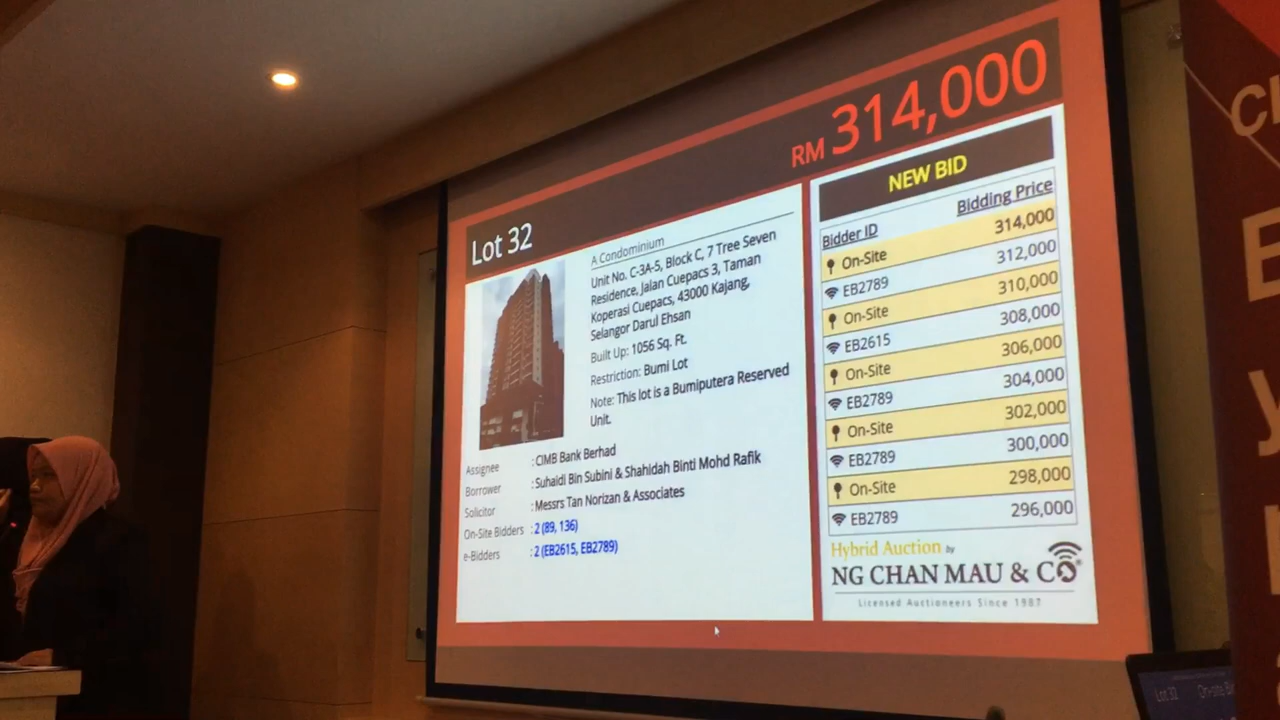 RM 314,000
Lot 32
A Condominium
Unit No. C-3A-5, Block C, 7 Tree Seven
Residence, Jalan Cuepacs 3, Taman
Koperasi Cuepacs, 43000 Kajang,
Selangor Darul Ehsan
Built Up: 1056 Sq. Ft.
Restriction: Bumi Lot
Note: This lot is a Bumiputera Reserved
Unit.
Assignee : CIMB Bank Berhad
Borrower : Suhaidi Bin Subini & Shahidah Binti Mohd Rafik
Solicitor : Messrs Tan Norizan & Associates
On-Site Bidders : 2 (89, 136)
e-Bidders : 2 (EB2615, EB2789)
NEW BID
Bidder ID Bidding Price
On-Site 314,000
EB2789 312,000
On-Site 310,000
EB2615 308,000
On-Site 306,000
EB2789 304,000
On-Site 302,000
EB2789 300,000
On-Site 298,000
EB2789 296,000
Hybrid Auction by
NG CHAN MAU & CO
Licensed Auctioneers Since 1987
Lot 32